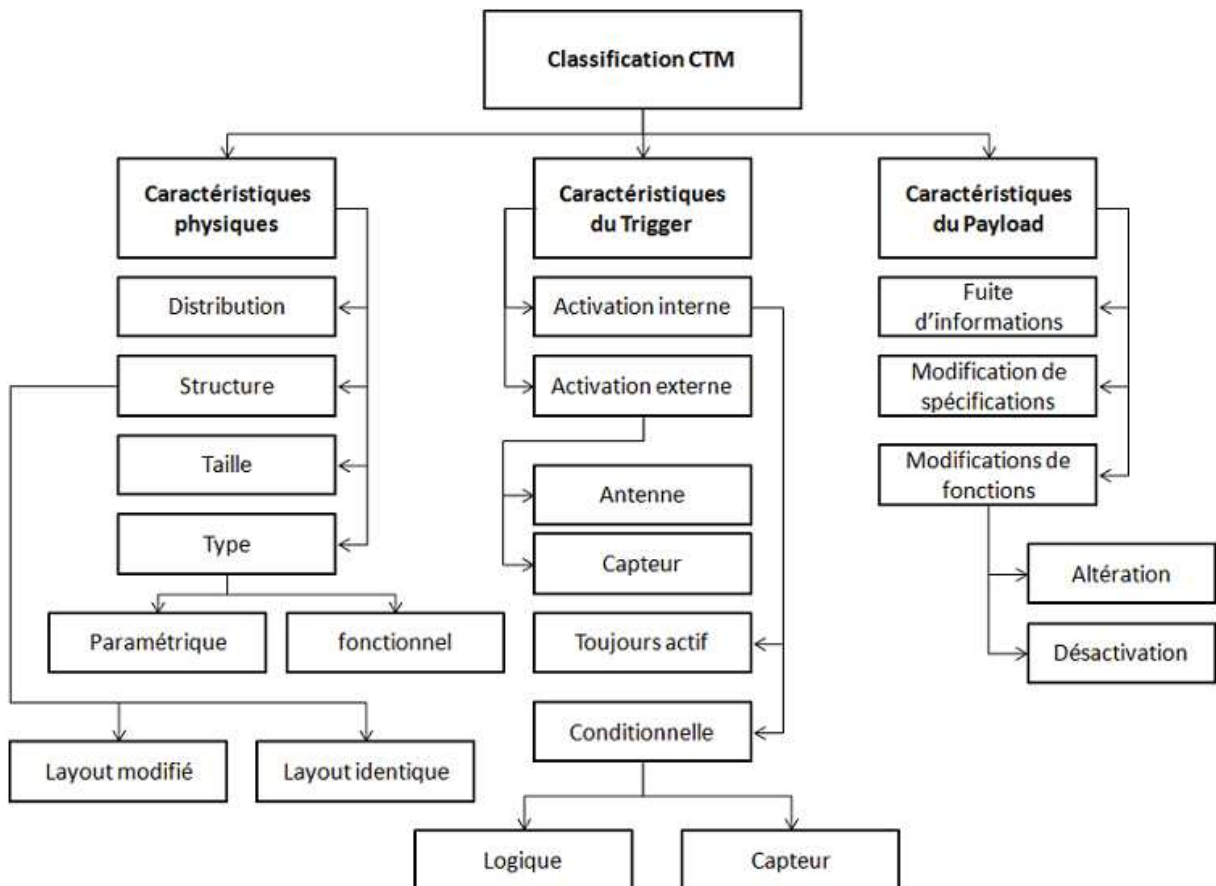 Classification CTM
Caractéristiques
physiques
Caractéristiques
du Trigger
Caractéristiques
du Payload
Distribution
Activation interne
Fuite
d'informations
Structure
Activation externe
Modification de
spécifications
Taille
Antenne
Modifications de
fonctions
Type
Capteur
Altération
Paramétrique
fonctionnel
Toujours actif
Désactivation
Layout modifié
Layout identique
Conditionnelle
Logique
Capteur